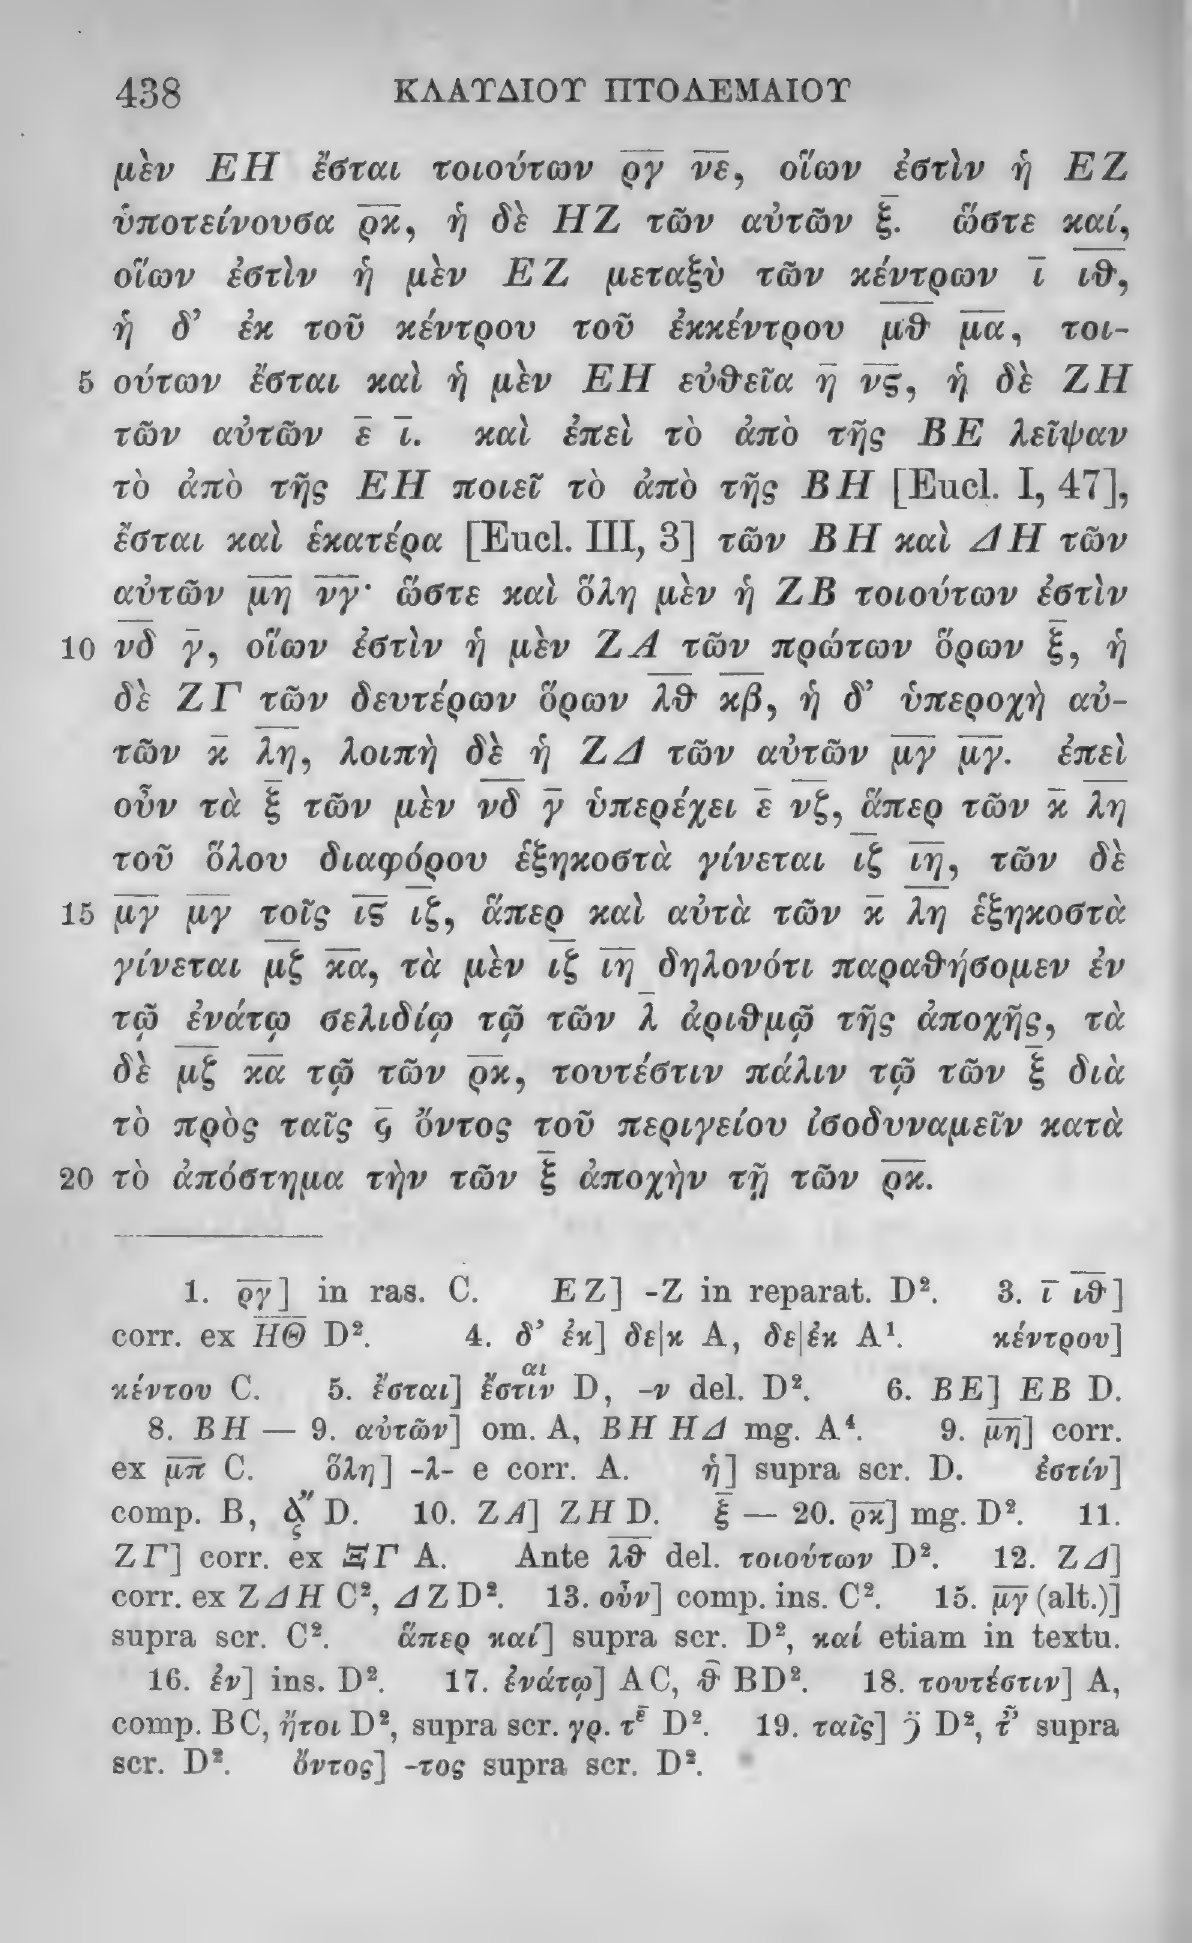 438 ΚΛΑΥΔΙΟΥ ΠΤΟΛΕΜΑΙΟΥ
μὲν ΕΗ ἔσται τοιούτων ρ̅γ̅ ν̅ε̅, οἵων ἐστὶν ἡ ΕΖ
ὑποτείνουσα ρ̅κ̅, ἡ δὲ ΗΖ τῶν αὐτῶν ξ̅. ὥστε καί,
οἵων ἐστὶν ἡ μὲν ΕΖ μεταξὺ τῶν κέντρων ι̅ ι̅θ̅,
ἡ δ’ ἐκ τοῦ κέντρου τοῦ ἐκκέντρου μ̅θ̅ μ̅α̅, τοι-
5 ούτων ἔσται καὶ ἡ μὲν ΕΗ εὐθεῖα η̅ ν̅ϛ̅, ἡ δὲ ΖΗ
τῶν αὐτῶν ε̅ ι̅. καὶ ἐπεὶ τὸ ἀπὸ τῆς ΒΕ λεῖψαν
τὸ ἀπὸ τῆς ΕΗ ποιεῖ τὸ ἀπὸ τῆς ΒΗ [Eucl. I, 47],
ἔσται καὶ ἑκατέρα [Eucl. III, 3] τῶν ΒΗ καὶ ΔΗ τῶν
αὐτῶν μ̅η̅ ν̅γ̅· ὥστε καὶ ὅλη μὲν ἡ ΖΒ τοιούτων ἐστὶν
10 ν̅δ̅ γ̅, οἵων ἐστὶν ἡ μὲν ΖΑ τῶν πρώτων ὅρων ξ̅, ἡ
δὲ ΖΓ τῶν δευτέρων ὅρων λ̅θ̅ κ̅β̅, ἡ δ’ ὑπεροχὴ αὐ-
τῶν κ̅ λ̅η̅, λοιπὴ δὲ ἡ ΖΔ τῶν αὐτῶν μ̅γ̅ μ̅γ̅. ἐπεὶ
οὖν τὰ ξ̅ τῶν μὲν ν̅δ̅ γ̅ ὑπερέχει ε̅ ν̅ζ̅, ἅπερ τῶν κ̅ λ̅η̅
τοῦ ὅλου διαφόρου ἑξηκοστὰ γίνεται ι̅ζ̅ ι̅η̅, τῶν δὲ
15 μ̅γ̅ μ̅γ̅ τοῖς ι̅ϛ̅ ι̅ζ̅, ἅπερ καὶ αὐτὰ τῶν κ̅ λ̅η̅ ἑξηκοστὰ
γίνεται μ̅ζ̅ κ̅α̅, τὰ μὲν ι̅ζ̅ ι̅η̅ δηλονότι παραθήσομεν ἐν
τῷ ἐνάτῳ σελιδίῳ τῷ τῶν λ̅ ἀριθμῷ τῆς ἀποχῆς, τὰ
δὲ μ̅ζ̅ κ̅α̅ τῷ τῶν ρ̅κ̅, τουτέστιν πάλιν τῷ τῶν ξ̅ διὰ
τὸ πρὸς ταῖς ϟ̅ ὄντος τοῦ περιγείου ἰσοδυναμεῖν κατὰ
20 τὸ ἀπόστημα τὴν τῶν ξ̅ ἀποχὴν τῇ τῶν ρ̅κ̅.
1. ρ̅γ̅] in ras. C. ΕΖ] -Ζ in reparat. D². 3. ι̅ ι̅θ̅]
corr. ex Η̅Θ̅ D². 4. δ’ ἐκ] δε|κ A, δε|ἐκ A¹. κέντρου]
κέντου C. 5. ἔσται] ἔστιν αι D, -ν del. D². 6. ΒΕ] ΕΒ D.
8. ΒΗ — 9. αὐτῶν] om. A, ΒΗ ΗΔ mg. A⁴. 9. μ̅η̅] corr.
ex μ̅π̅ C. ὅλη] -λ- e corr. A. ἡ] supra scr. D. ἐστίν]
comp. B, D. 10. ΖΑ] ΖΗ D. ξ̅ — 20. ρ̅κ̅] mg. D². 11.
ΖΓ] corr. ex ΞΓ A. Ante λ̅θ̅ del. τοιούτων D². 12. ΖΔ]
corr. ex ΖΔΗ C², ΔΖ D². 13. οὖν] comp. ins. C². 15. μ̅γ̅ (alt.)]
supra scr. C². ἅπερ καί] supra scr. D², καί etiam in textu.
16. ἐν] ins. D². 17. ἐνάτῳ] AC, θ̅ BD². 18. τουτέστιν] A,
comp. BC, ἤτοι D², supra scr. γρ. τε̅ D². 19. ταῖς] D², supra
scr. D². ὄντος] -τος supra scr. D².